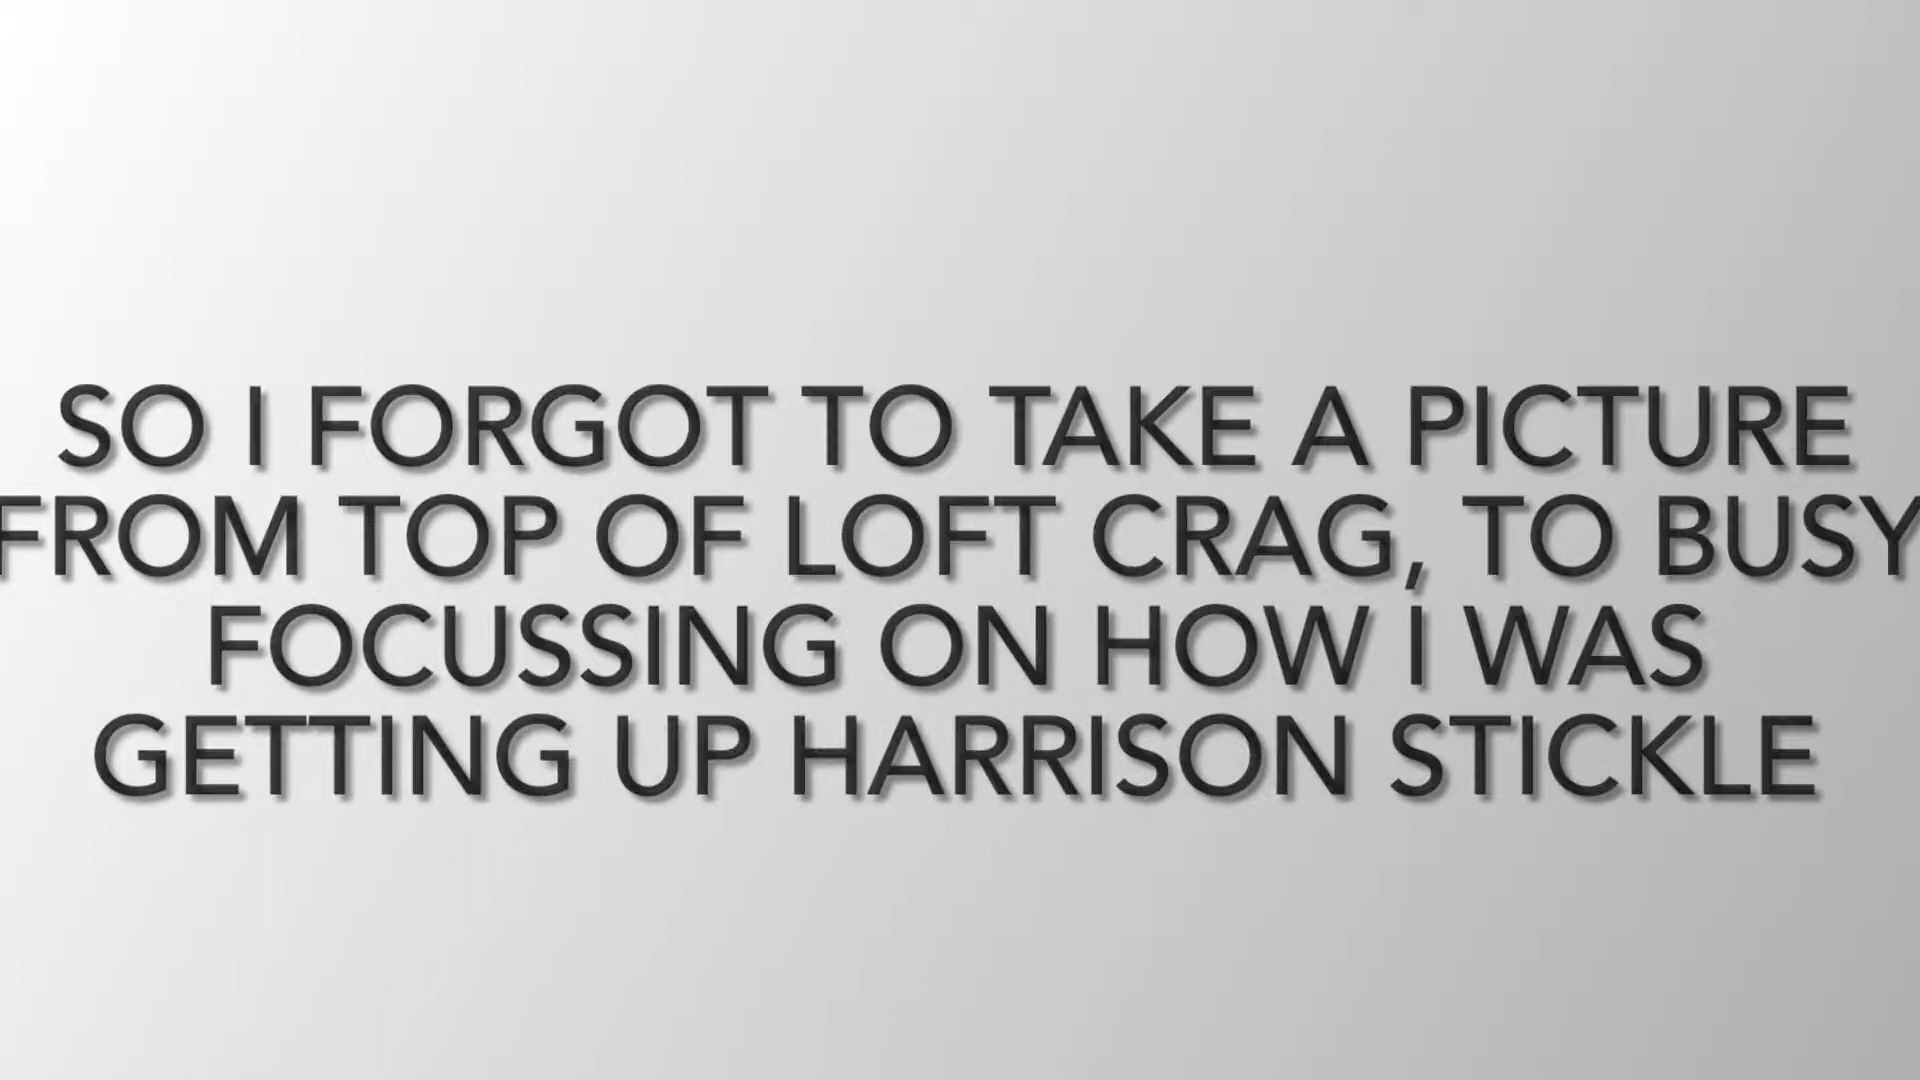 SO I FORGOT TO TAKE A PICTURE
FROM TOP OF LOFT CRAG, TO BUSY
FOCUSSING ON HOW I WAS
GETTING UP HARRISON STICKLE